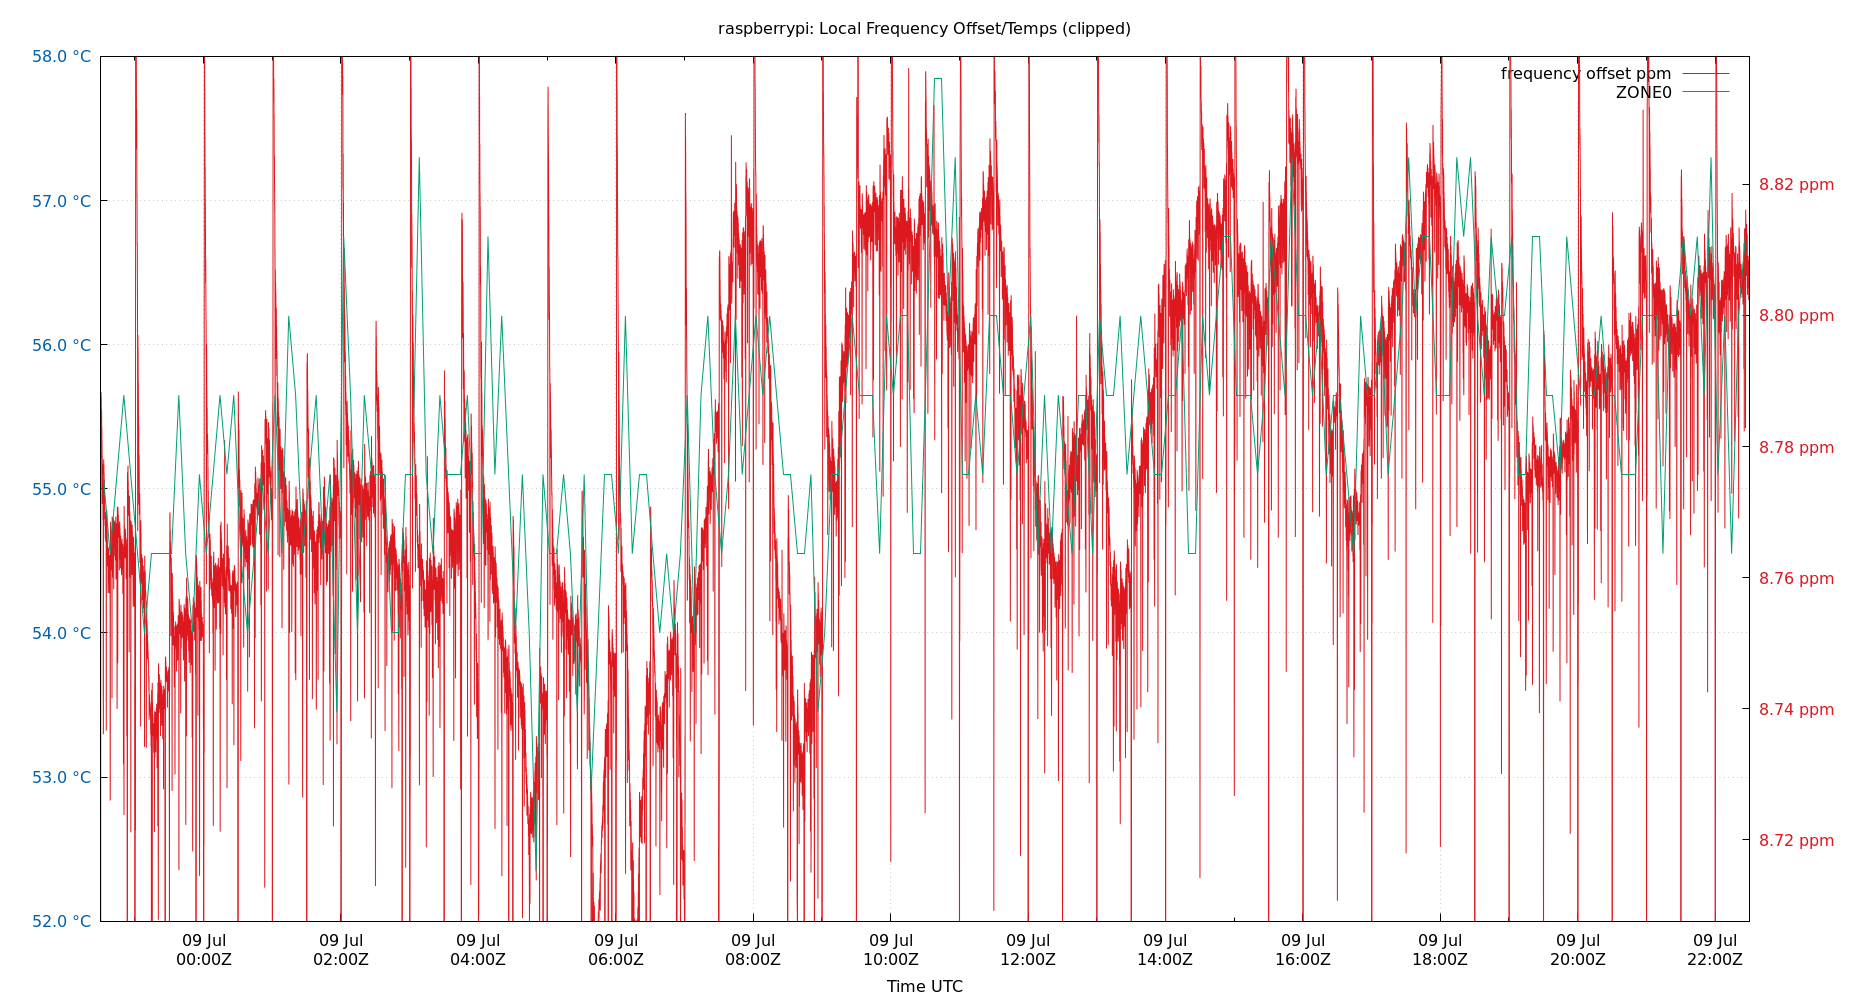 raspberrypi: Local Frequency Offset/Temps (clipped)
58.0 °C
57.0 °C
56.0 °C
55.0 °C
54.0 °C
53.0 °C
52.0 °C
frequency offset ppm
ZONE0
8.82 ppm
8.80 ppm
8.78 ppm
8.76 ppm
8.74 ppm
8.72 ppm
09 Jul 09 Jul 09 Jul 09 Jul 09 Jul 09 Jul 09 Jul 09 Jul 09 Jul 09 Jul 09 Jul 09 Jul
00:00Z 02:00Z 04:00Z 06:00Z 08:00Z 10:00Z 12:00Z 14:00Z 16:00Z 18:00Z 20:00Z 22:00Z
Time UTC